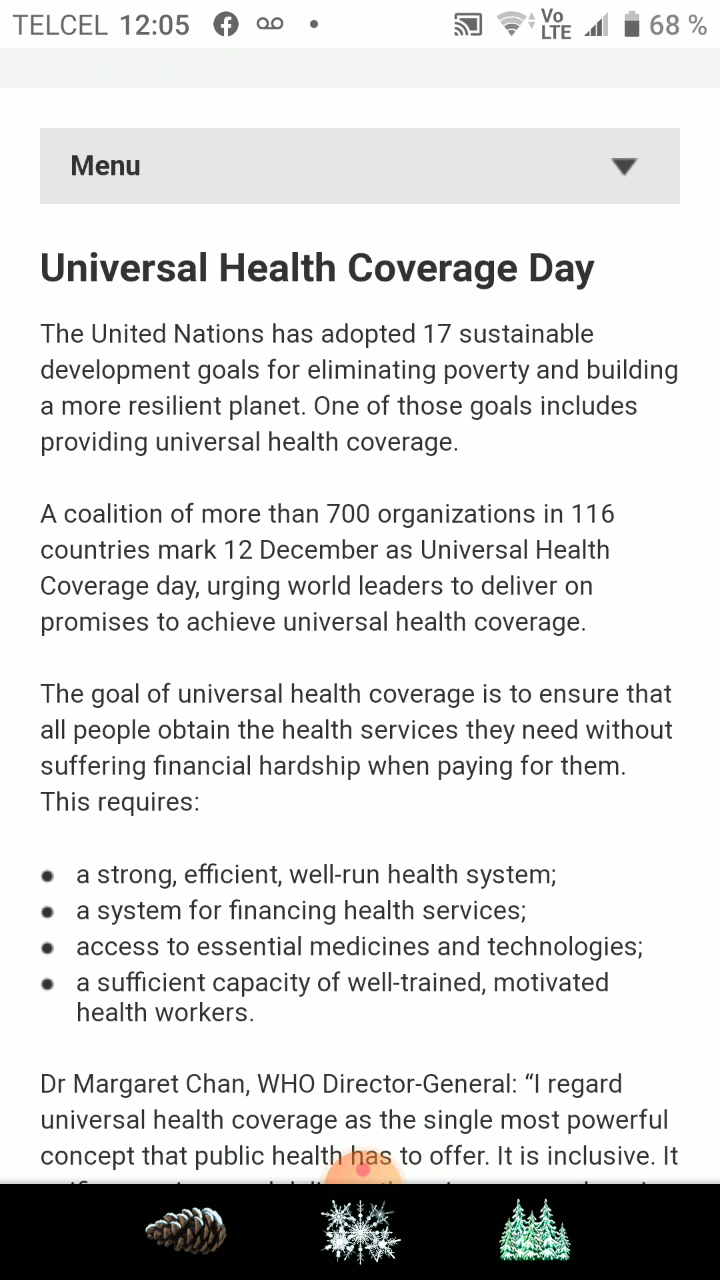 TELCEL 12:05 Vo LTE 68 %
Menu
Universal Health Coverage Day
The United Nations has adopted 17 sustainable
development goals for eliminating poverty and building
a more resilient planet. One of those goals includes
providing universal health coverage.
A coalition of more than 700 organizations in 116
countries mark 12 December as Universal Health
Coverage day, urging world leaders to deliver on
promises to achieve universal health coverage.
The goal of universal health coverage is to ensure that
all people obtain the health services they need without
suffering financial hardship when paying for them.
This requires:
a strong, efficient, well-run health system;
a system for financing health services;
access to essential medicines and technologies;
a sufficient capacity of well-trained, motivated
health workers.
Dr Margaret Chan, WHO Director-General: “I regard
universal health coverage as the single most powerful
concept that public health has to offer. It is inclusive. It